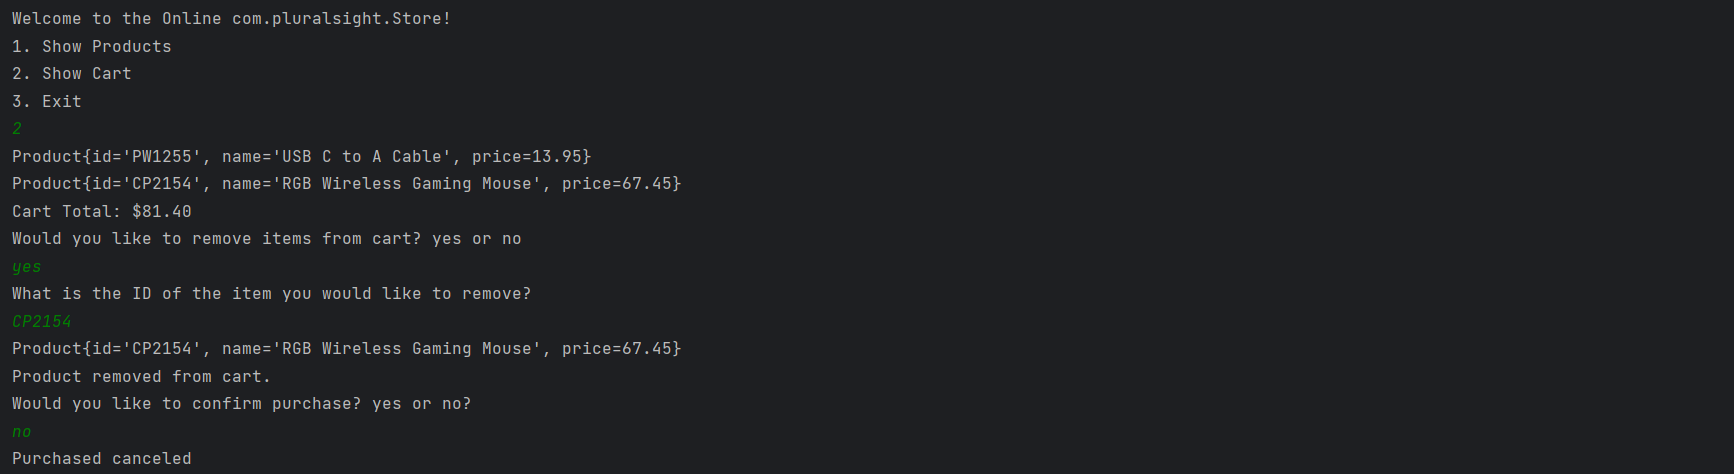 Welcome to the Online com.pluralsight.Store!
1. Show Products
2. Show Cart
3. Exit
2
Product{id='PW1255', name='USB C to A Cable', price=13.95}
Product{id='CP2154', name='RGB Wireless Gaming Mouse', price=67.45}
Cart Total: $81.40
Would you like to remove items from cart? yes or no
yes
What is the ID of the item you would like to remove?
CP2154
Product{id='CP2154', name='RGB Wireless Gaming Mouse', price=67.45}
Product removed from cart.
Would you like to confirm purchase? yes or no?
no
Purchased canceled